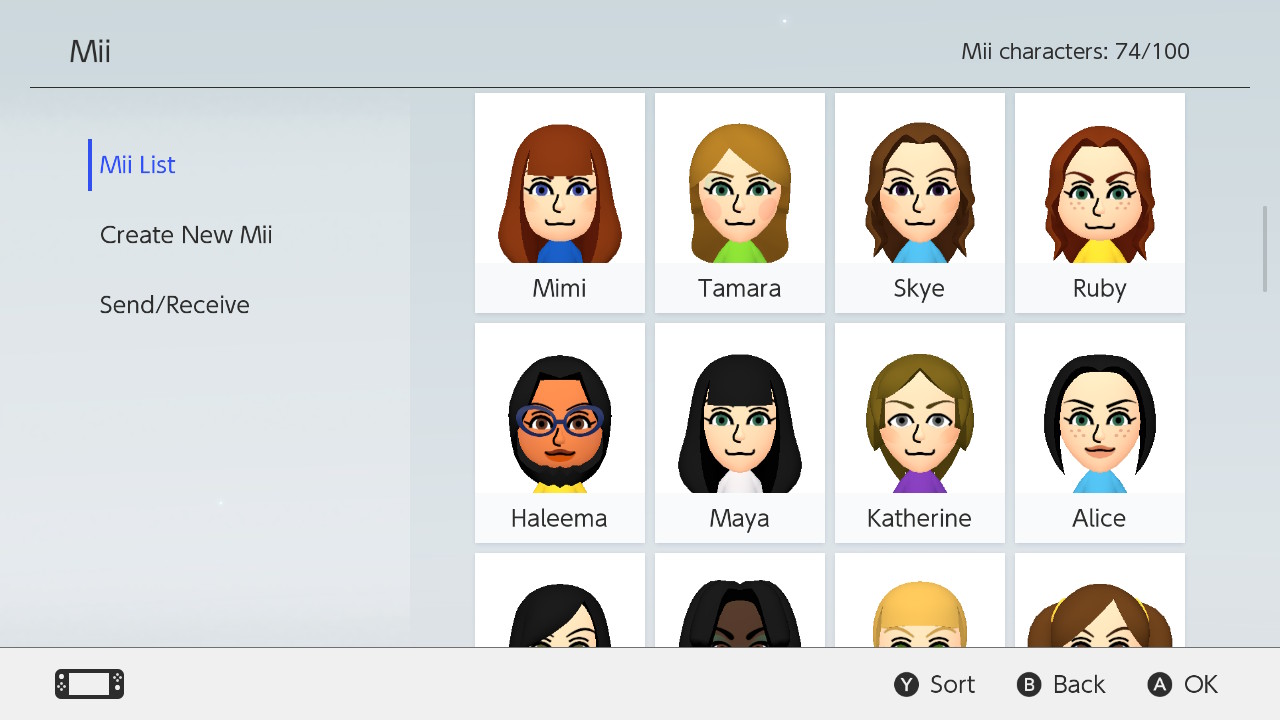 Mii
Mii characters: 74/100
Mii List
Create New Mii
Send/Receive
Mimi
Tamara
Skye
Ruby
Haleema
Maya
Katherine
Alice
Y Sort
B Back
A OK